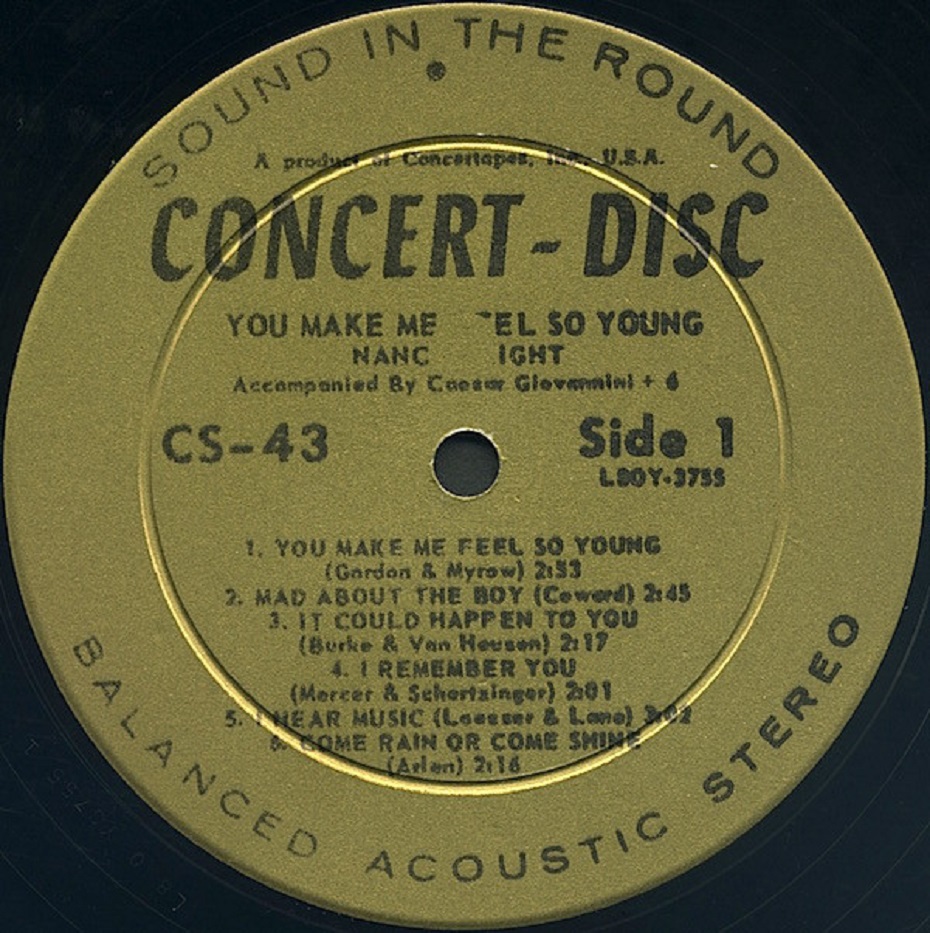 SOUND IN THE ROUND
A product of Concertapes, Inc., U.S.A.
CONCERT - DISC
YOU MAKE ME EL SO YOUNG
NANC IGHT
Accompanied By Caesar Giovannini + 6
CS-43
Side 1
L80Y-3755
1. YOU MAKE ME FEEL SO YOUNG
(Gordon & Myrow) 2:53
2. MAD ABOUT THE BOY (Coward) 2:45
3. IT COULD HAPPEN TO YOU
(Burke & Van Heusen) 2:17
4. I REMEMBER YOU
(Mercer & Schertzinger) 2:01
5. I HEAR MUSIC (Loesser & Lane) 3:02
6. COME RAIN OR COME SHINE
(Arlen) 2:16
BALANCED ACOUSTIC STEREO